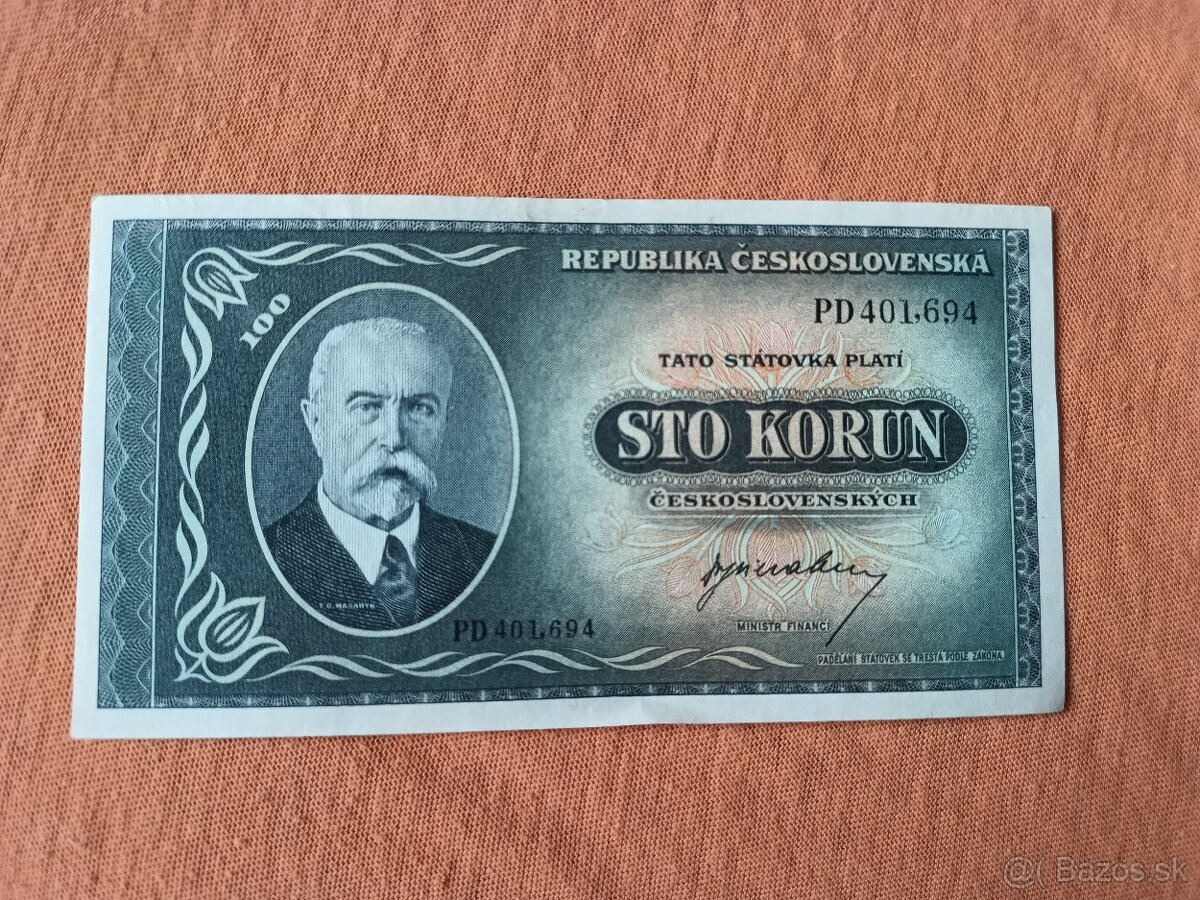 REPUBLIKA ČESKOSLOVENSKÁ
PD 401,694
100
TATO STÁTOVKA PLATÍ
STO KORUN
ČESKOSLOVENSKÝCH
T. G. MASARYK
PD 401,694
MINISTR FINANCÍ
PADĚLÁNÍ STÁTOVEK SE TRESTÁ PODLE ZÁKONA.
@( Bazos.sk